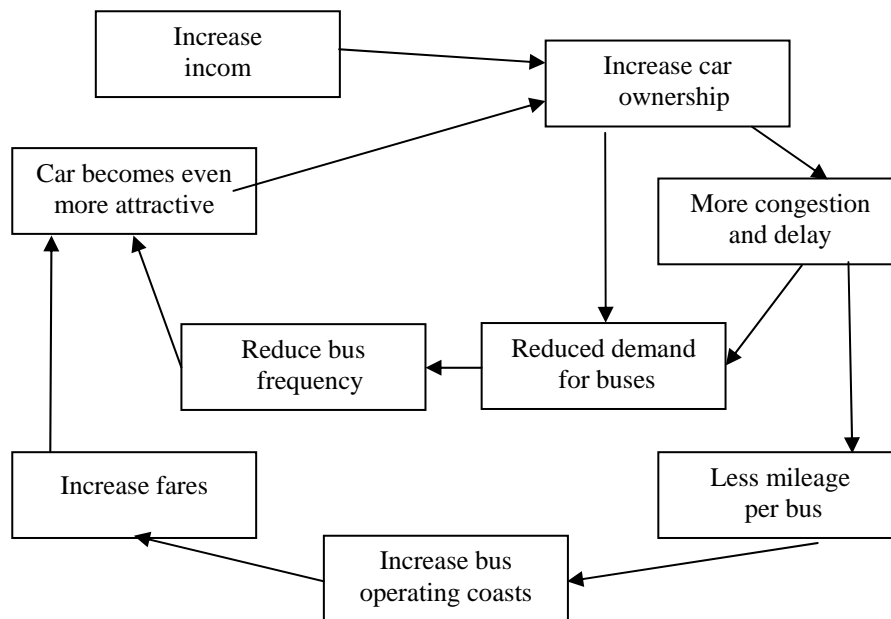 Increase
incom
Increase car
ownership
Car becomes even
more attractive
More congestion
and delay
Reduce bus
frequency
Reduced demand
for buses
Increase fares
Less mileage
per bus
Increase bus
operating coasts